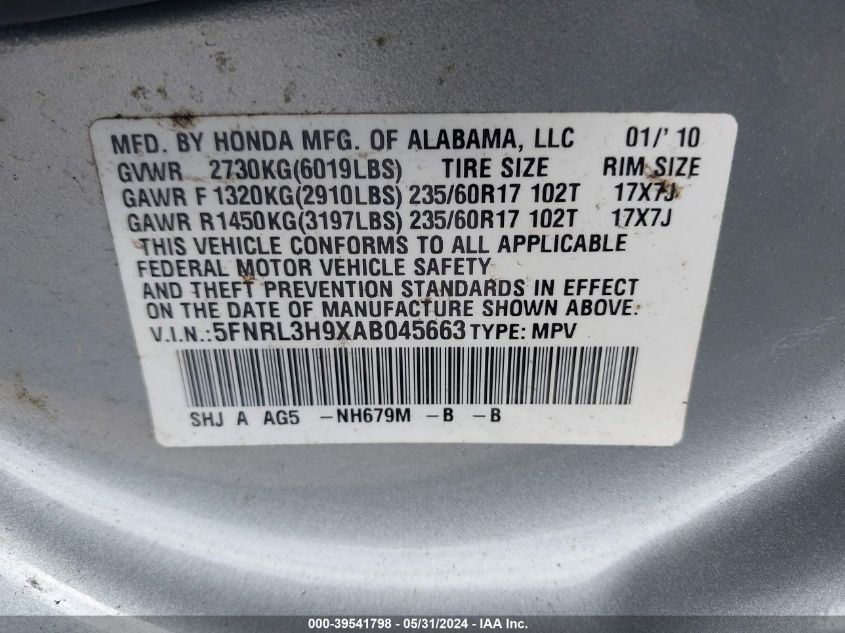 MFD. BY HONDA MFG. OF ALABAMA, LLC 01/'10
GVWR 2730KG(6019LBS) TIRE SIZE RIM SIZE
GAWR F 1320KG(2910LBS) 235/60R17 102T 17X7J
GAWR R1450KG(3197LBS) 235/60R17 102T 17X7J
THIS VEHICLE CONFORMS TO ALL APPLICABLE
FEDERAL MOTOR VEHICLE SAFETY
AND THEFT PREVENTION STANDARDS IN EFFECT
ON THE DATE OF MANUFACTURE SHOWN ABOVE.
V.I.N.:5FNRL3H9XAB045663 TYPE: MPV
SHJ A AG5 -NH679M -B -B
000-39541798 - 05/31/2024 - IAA Inc.